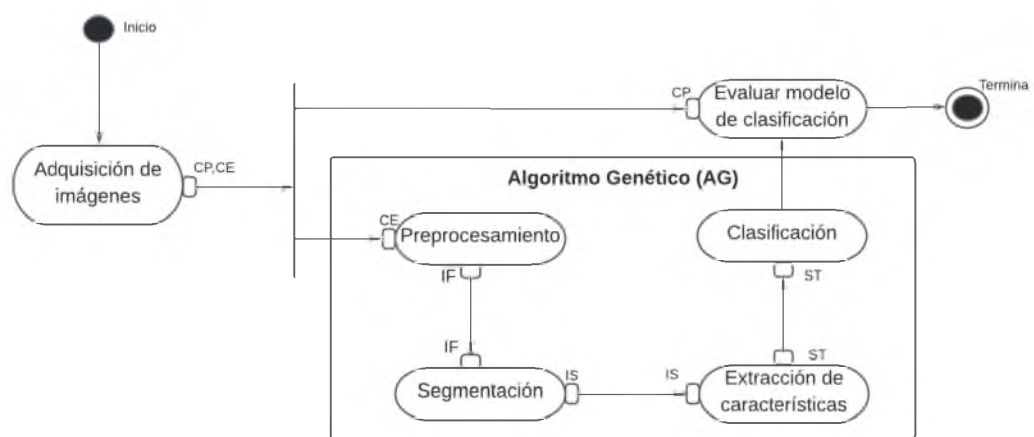 Inicio
Adquisición de
imágenes
CP,CE
CP
Evaluar modelo
de clasificación
Termina
Algoritmo Genético (AG)
CE
Preprocesamiento
IF
IF
Segmentación
IS
IS
Extracción de
características
ST
ST
Clasificación